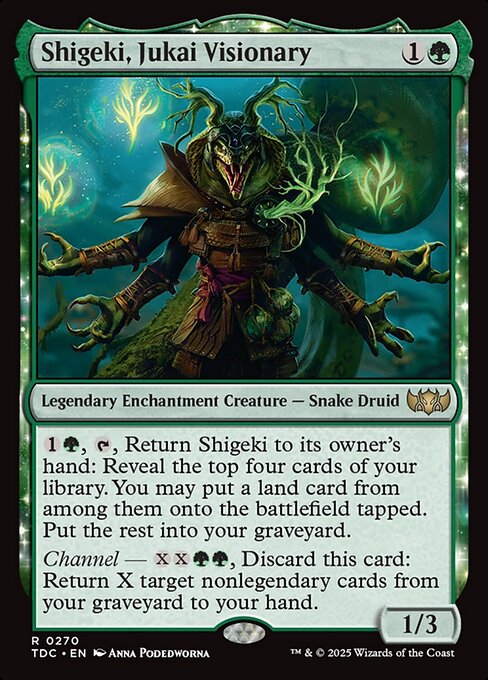 Shigeki, Jukai Visionary 1
Legendary Enchantment Creature — Snake Druid
1, , Return Shigeki to its owner's
hand: Reveal the top four cards of your
library. You may put a land card from
among them onto the battlefield tapped.
Put the rest into your graveyard.
Channel — X X , Discard this card:
Return X target nonlegendary cards from
your graveyard to your hand.
1/3
R 0270
TDC • EN Anna Podedworna
™ & © 2025 Wizards of the Coast